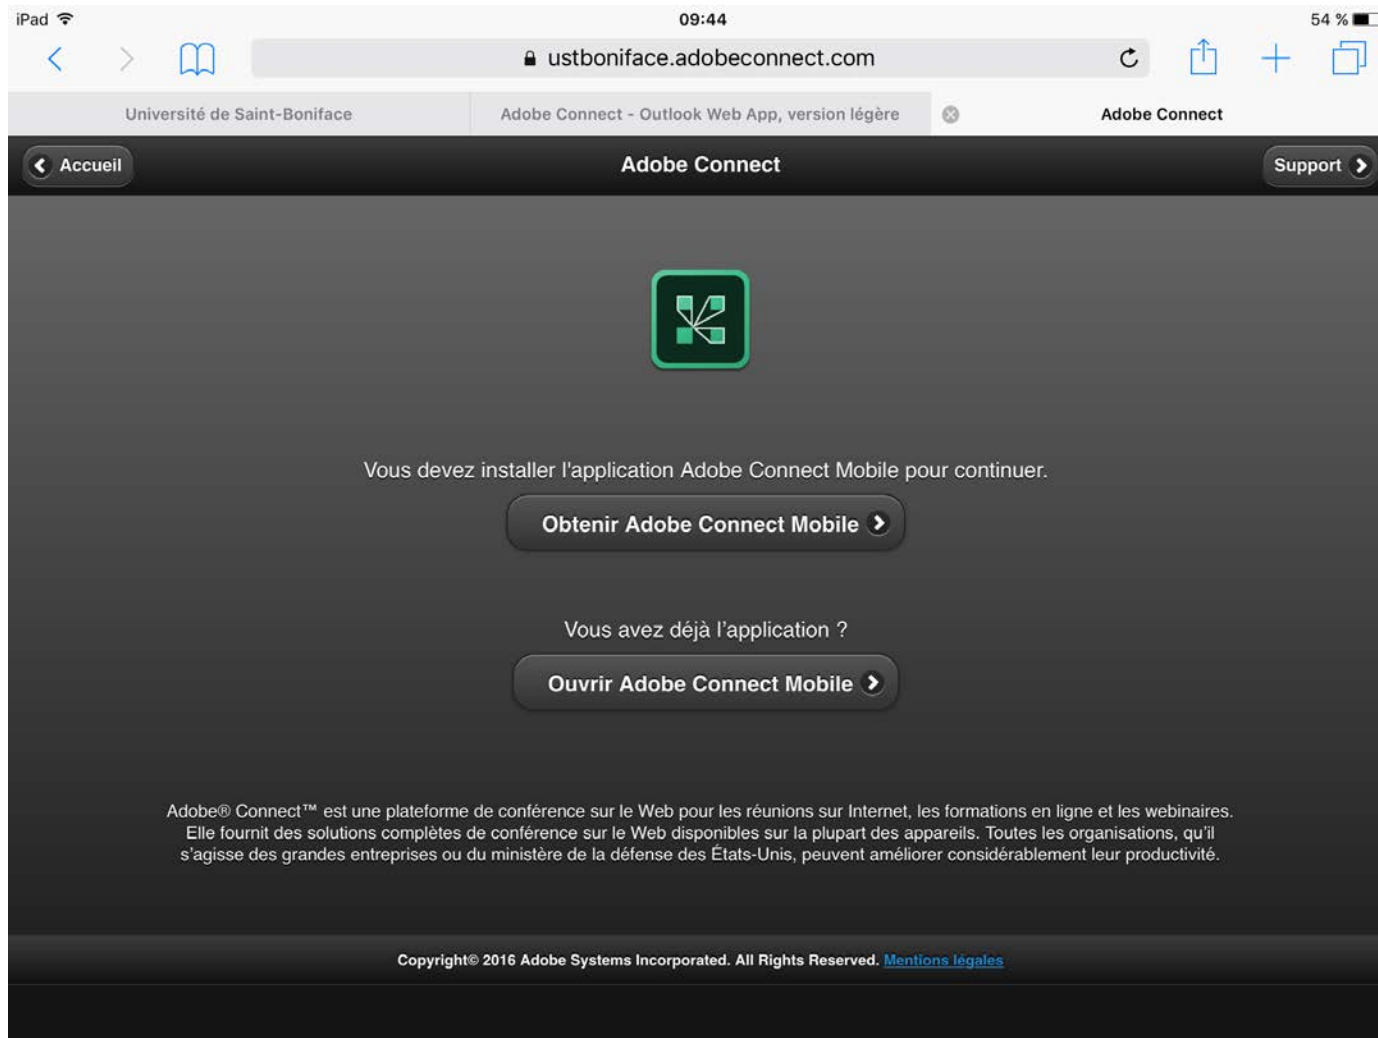 iPad 09:44 54 %
ustboniface.adobeconnect.com
Université de Saint-Boniface Adobe Connect - Outlook Web App, version légère Adobe Connect
Accueil Adobe Connect Support
Vous devez installer l'application Adobe Connect Mobile pour continuer.
Obtenir Adobe Connect Mobile
Vous avez déjà l'application ?
Ouvrir Adobe Connect Mobile
Adobe® Connect™ est une plateforme de conférence sur le Web pour les réunions sur Internet, les formations en ligne et les webinaires.
Elle fournit des solutions complètes de conférence sur le Web disponibles sur la plupart des appareils. Toutes les organisations, qu'il
s'agisse des grandes entreprises ou du ministère de la défense des États-Unis, peuvent améliorer considérablement leur productivité.
Copyright© 2016 Adobe Systems Incorporated. All Rights Reserved. Mentions légales